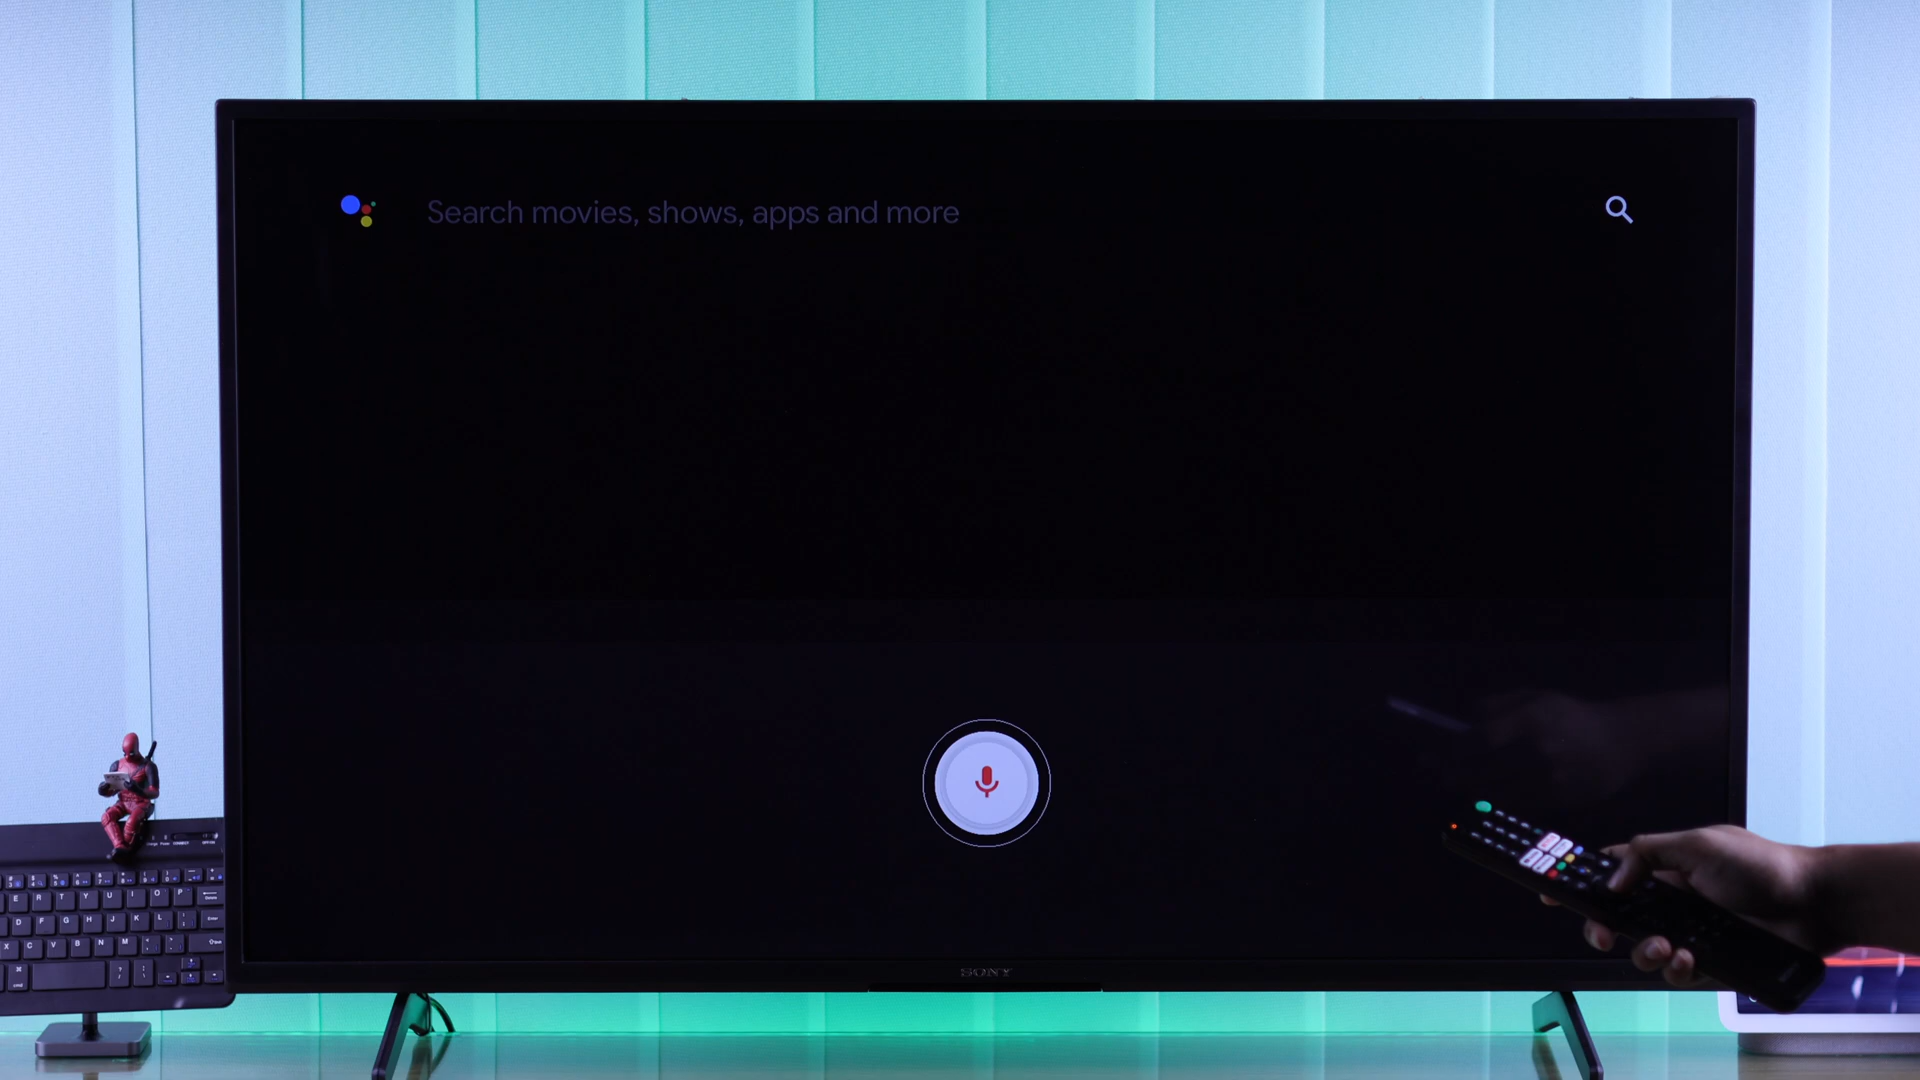 Search movies, shows, apps and more
SONY
E R T Y U I O P
D F G H J K L
X C V B N M